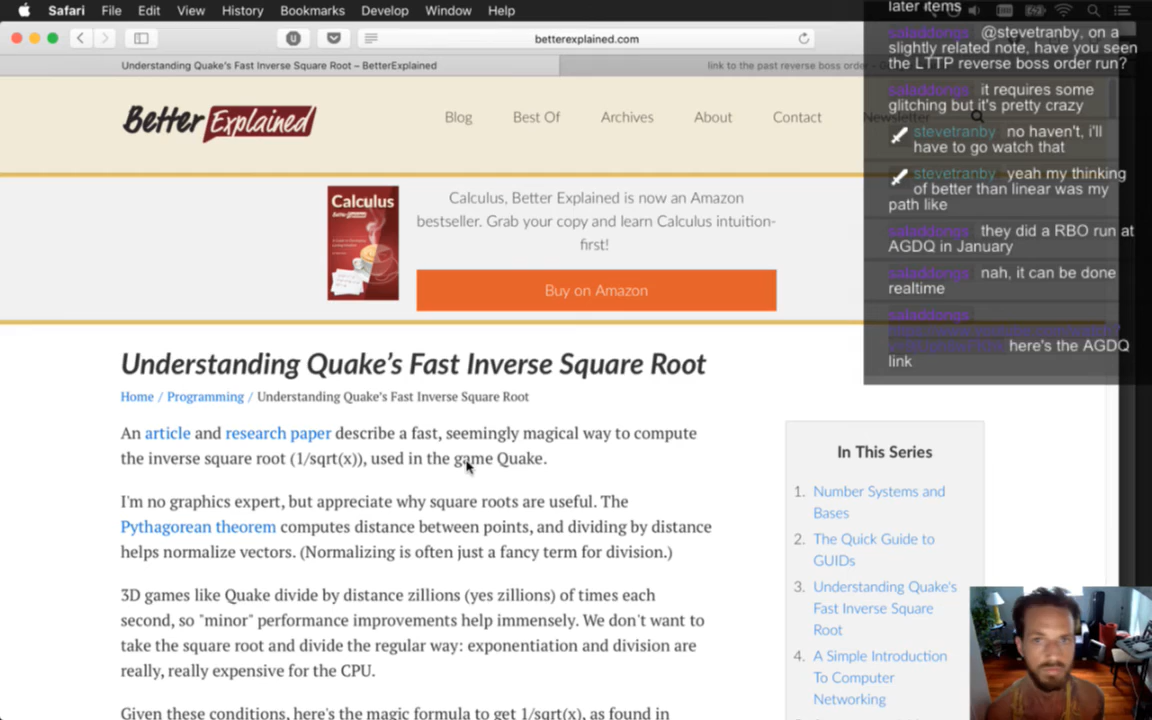 Safari File Edit View History Bookmarks Develop Window Help
betterexplained.com
Understanding Quake's Fast Inverse Square Root – BetterExplained
link to the past reverse boss order
Better Explained
Blog Best Of Archives About Contact Newsletter
Calculus
Better Explained
Calculus, Better Explained is now an Amazon
bestseller. Grab your copy and learn Calculus intuition-
first!
Buy on Amazon
Understanding Quake's Fast Inverse Square Root
Home / Programming / Understanding Quake's Fast Inverse Square Root
An article and research paper describe a fast, seemingly magical way to compute
the inverse square root (1/sqrt(x)), used in the game Quake.
I'm no graphics expert, but appreciate why square roots are useful. The
Pythagorean theorem computes distance between points, and dividing by distance
helps normalize vectors. (Normalizing is often just a fancy term for division.)
3D games like Quake divide by distance zillions (yes zillions) of times each
second, so "minor" performance improvements help immensely. We don't want to
take the square root and divide the regular way: exponentiation and division are
really, really expensive for the CPU.
Given these conditions, here's the magic formula to get 1/sqrt(x), as found in
In This Series
1. Number Systems and
Bases
2. The Quick Guide to
GUIDs
3. Understanding Quake's
Fast Inverse Square
Root
4. A Simple Introduction
To Computer
Networking
later items
saladdongs @stevetranby, on a
slightly related note, have you seen
the LTTP reverse boss order run?
saladdongs it requires some
glitching but it's pretty crazy
stevetranby no haven't, i'll
have to go watch that
stevetranby yeah my thinking
of better than linear was my
path like
saladdongs they did a RBO run at
AGDQ in January
saladdongs nah, it can be done
realtime
saladdongs
here's the AGDQ
link